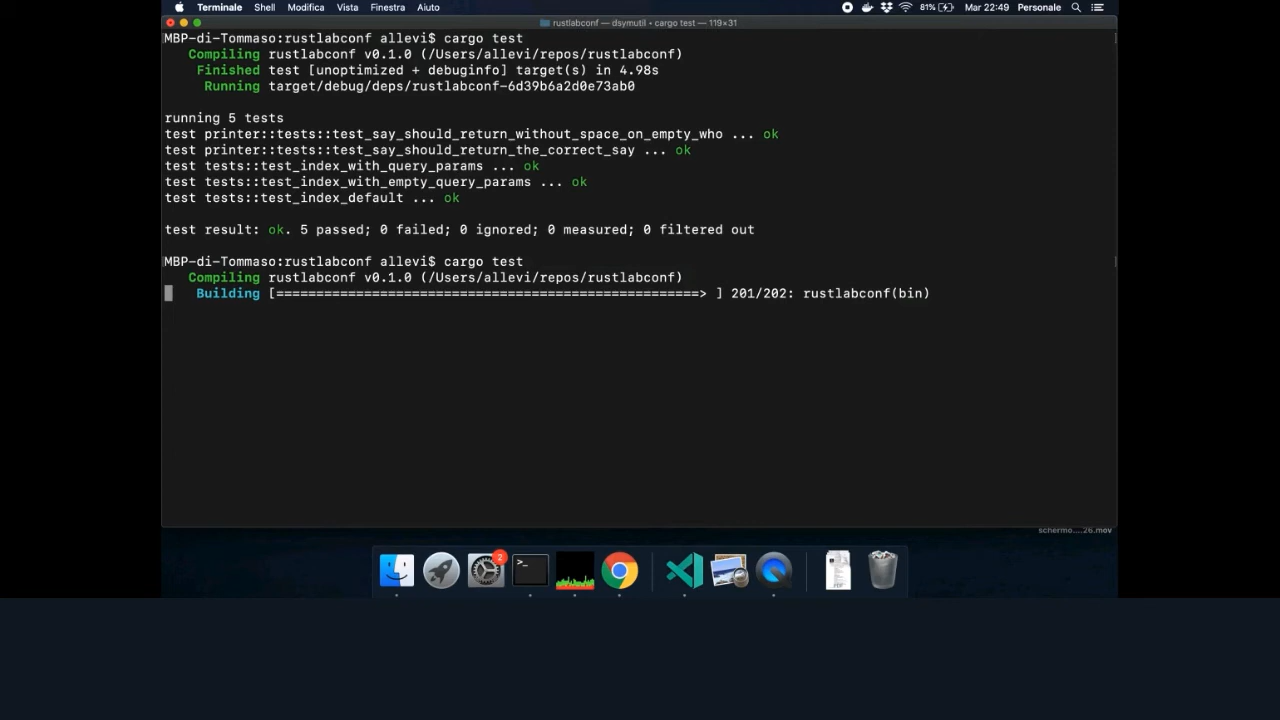 Terminale Shell Modifica Vista Finestra Aiuto 81% Mar 22:49 Personale
rustlabconf — dsymutil • cargo test — 119×31
MBP-di-Tommaso:rustlabconf allevi$ cargo test
Compiling rustlabconf v0.1.0 (/Users/allevi/repos/rustlabconf)
Finished test [unoptimized + debuginfo] target(s) in 4.98s
Running target/debug/deps/rustlabconf-6d39b6a2d0e73ab0
running 5 tests
test printer::tests::test_say_should_return_without_space_on_empty_who ... ok
test printer::tests::test_say_should_return_the_correct_say ... ok
test tests::test_index_with_query_params ... ok
test tests::test_index_with_empty_query_params ... ok
test tests::test_index_default ... ok
test result: ok. 5 passed; 0 failed; 0 ignored; 0 measured; 0 filtered out
MBP-di-Tommaso:rustlabconf allevi$ cargo test
Compiling rustlabconf v0.1.0 (/Users/allevi/repos/rustlabconf)
Building [=====================================================> ] 201/202: rustlabconf(bin)
schermo....26.mov
2